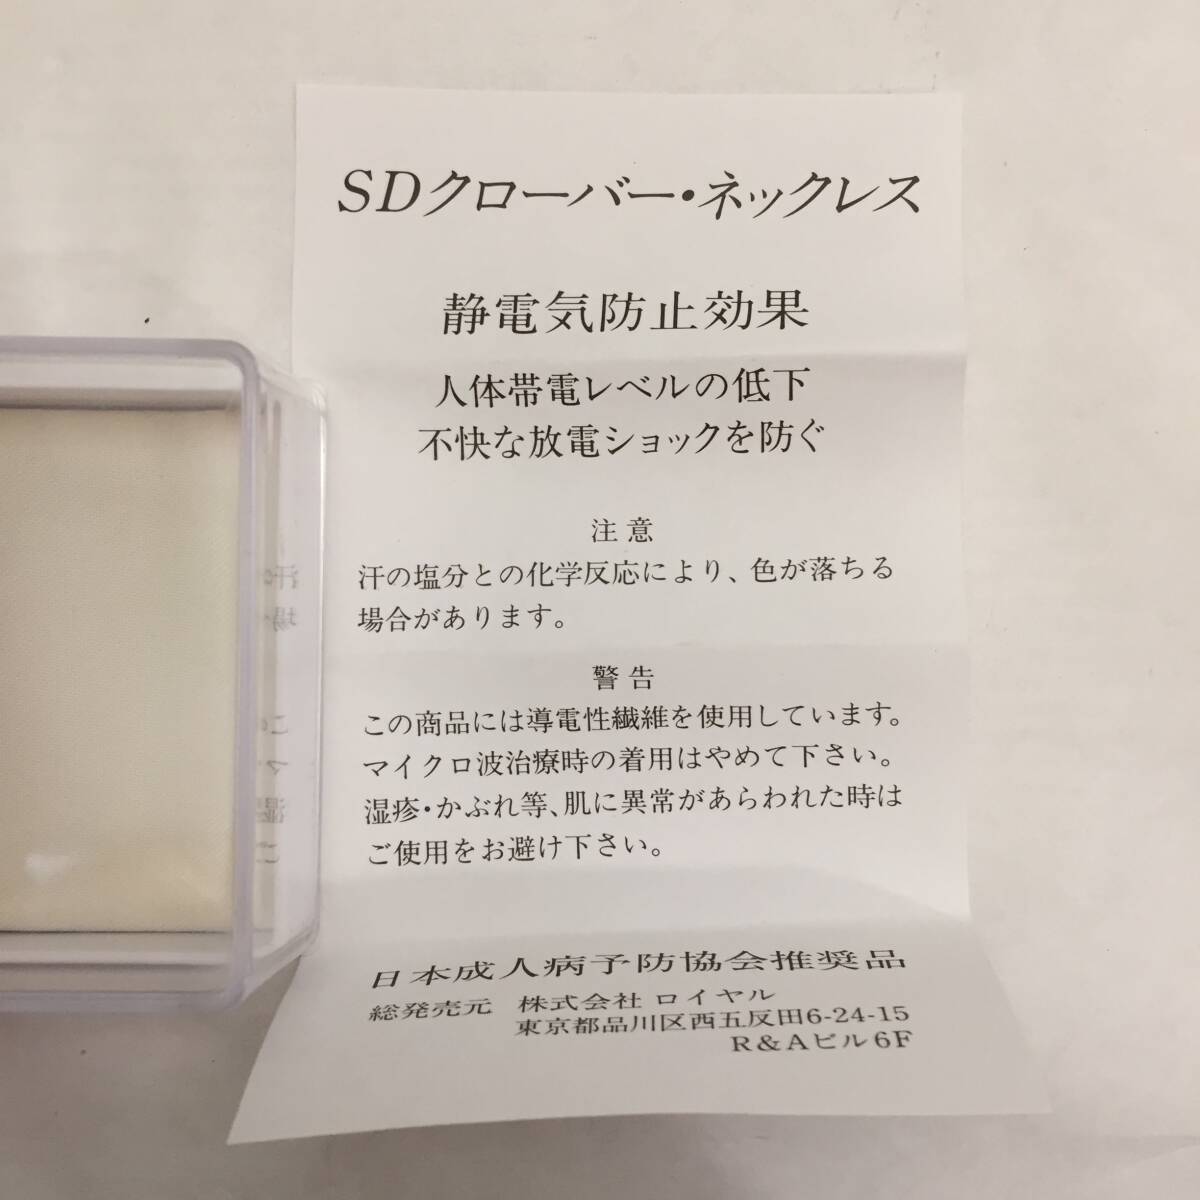 SDクローバー・ネックレス
静電気防止効果
人体帯電レベルの低下
不快な放電ショックを防ぐ
注意
汗の塩分との化学反応により、色が落ちる
場合があります。
警告
この商品には導電性繊維を使用しています。
マイクロ波治療時の着用はやめて下さい。
湿疹・かぶれ等、肌に異常があらわれた時は
ご使用をお避け下さい。
日本成人病予防協会推奨品
総発売元 株式会社 ロイヤル
東京都品川区西五反田6-24-15
R&Aビル6F